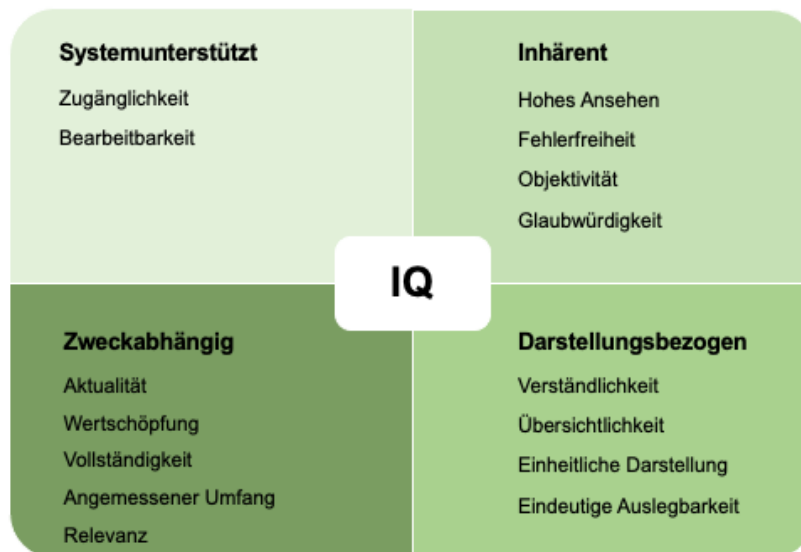 Systemunterstützt
Zugänglichkeit
Bearbeitbarkeit
Inhärent
Hohes Ansehen
Fehlerfreiheit
Objektivität
Glaubwürdigkeit
IQ
Zweckabhängig
Aktualität
Wertschöpfung
Vollständigkeit
Angemessener Umfang
Relevanz
Darstellungsbezogen
Verständlichkeit
Übersichtlichkeit
Einheitliche Darstellung
Eindeutige Auslegbarkeit